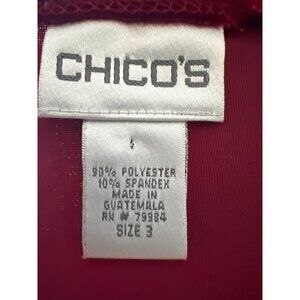 CHICO'S
90% POLYESTER
10% SPANDEX
MADE IN
GUATEMALA
RN # 79984
SIZE 3